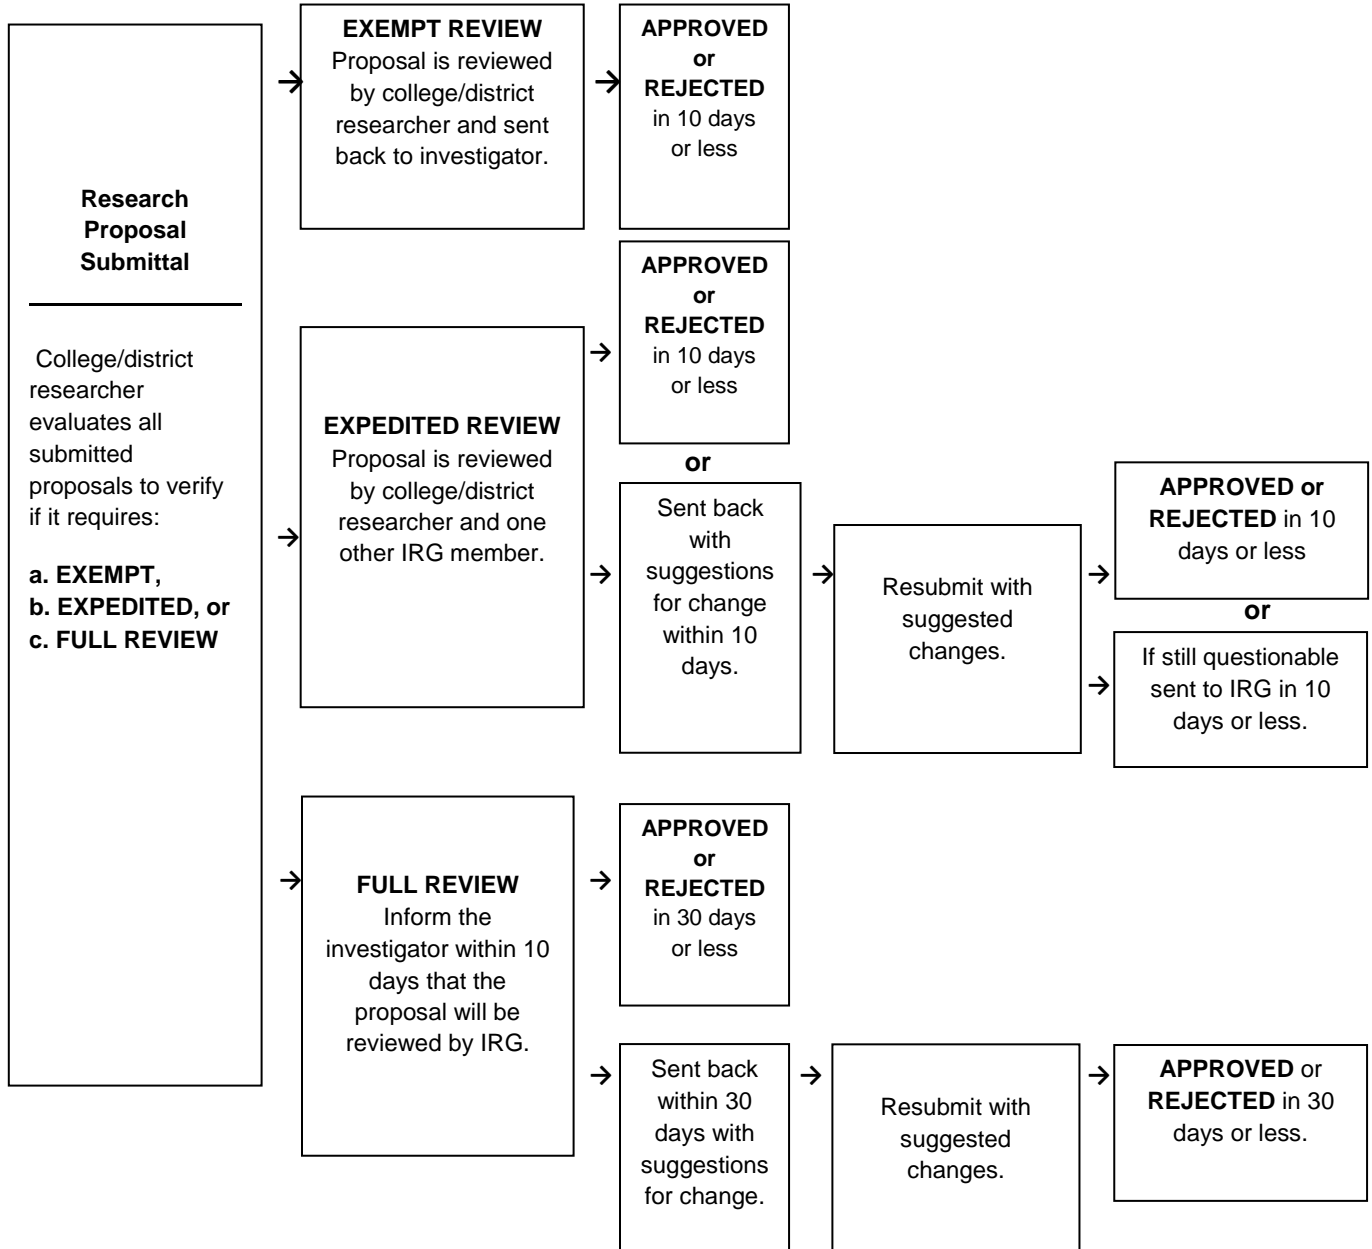 Research
Proposal
Submittal
College/district
researcher
evaluates all
submitted
proposals to verify
if it requires:
a. EXEMPT,
b. EXPEDITED, or
c. FULL REVIEW
→
EXEMPT REVIEW
Proposal is reviewed
by college/district
researcher and sent
back to investigator.
→
APPROVED
or
REJECTED
in 10 days
or less
→
EXPEDITED REVIEW
Proposal is reviewed
by college/district
researcher and one
other IRG member.
→
APPROVED
or
REJECTED
in 10 days
or less
or
→
Sent back
with
suggestions
for change
within 10
days.
→
Resubmit with
suggested
changes.
→
APPROVED or
REJECTED in 10
days or less
or
→
If still questionable
sent to IRG in 10
days or less.
→
FULL REVIEW
Inform the
investigator within 10
days that the
proposal will be
reviewed by IRG.
→
APPROVED
or
REJECTED
in 30 days
or less
→
Sent back
within 30
days with
suggestions
for change.
→
Resubmit with
suggested
changes.
→
APPROVED or
REJECTED in 30
days or less.